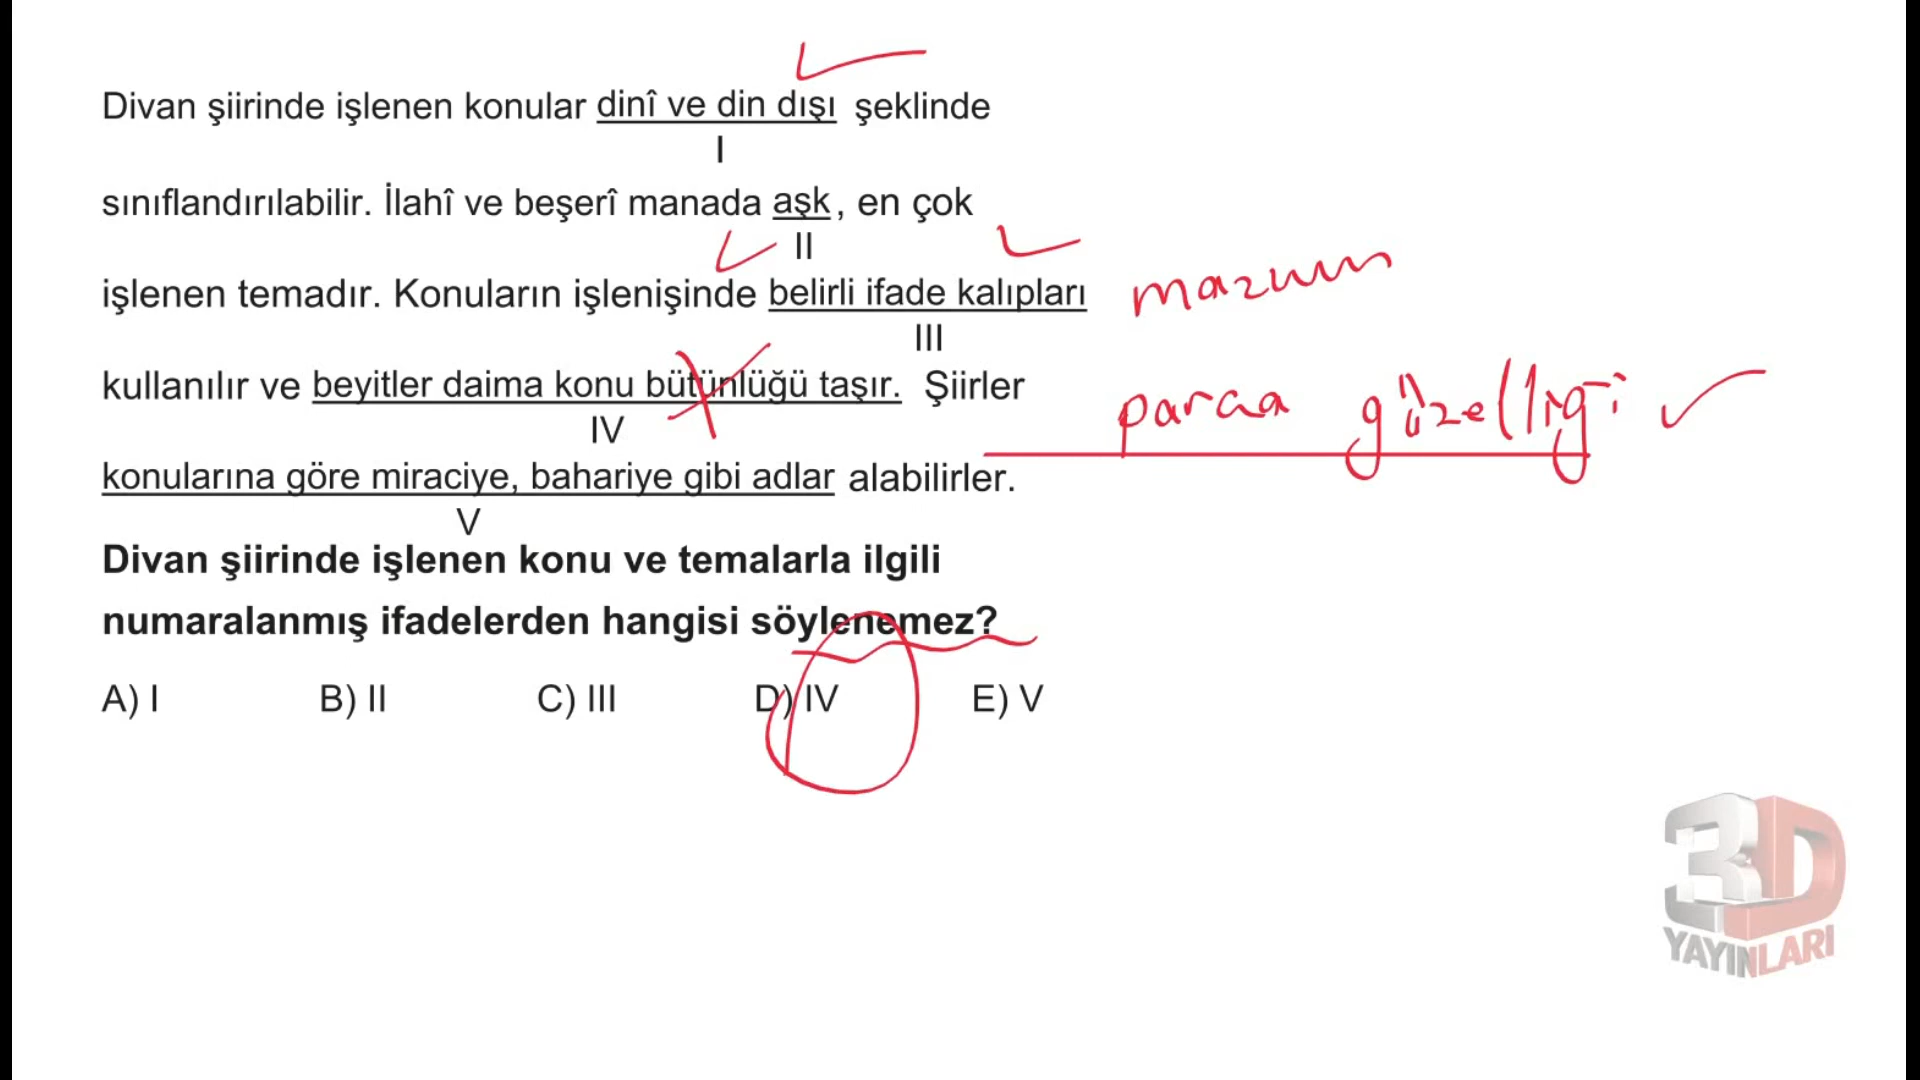 Divan şiirinde işlenen konular dinî ve din dışı şeklinde
I
sınıflandırılabilir. İlahî ve beşerî manada aşk, en çok
II
işlenen temadır. Konuların işlenişinde belirli ifade kalıpları
III
mazmun
kullanılır ve beyitler daima konu bütünlüğü taşır. Şiirler
IV
parça güzelliği
konularına göre miraciye, bahariye gibi adlar alabilirler.
V
Divan şiirinde işlenen konu ve temalarla ilgili
numaralanmış ifadelerden hangisi söylenemez?
A) I B) II C) III D) IV E) V
3D
YAYINLARI